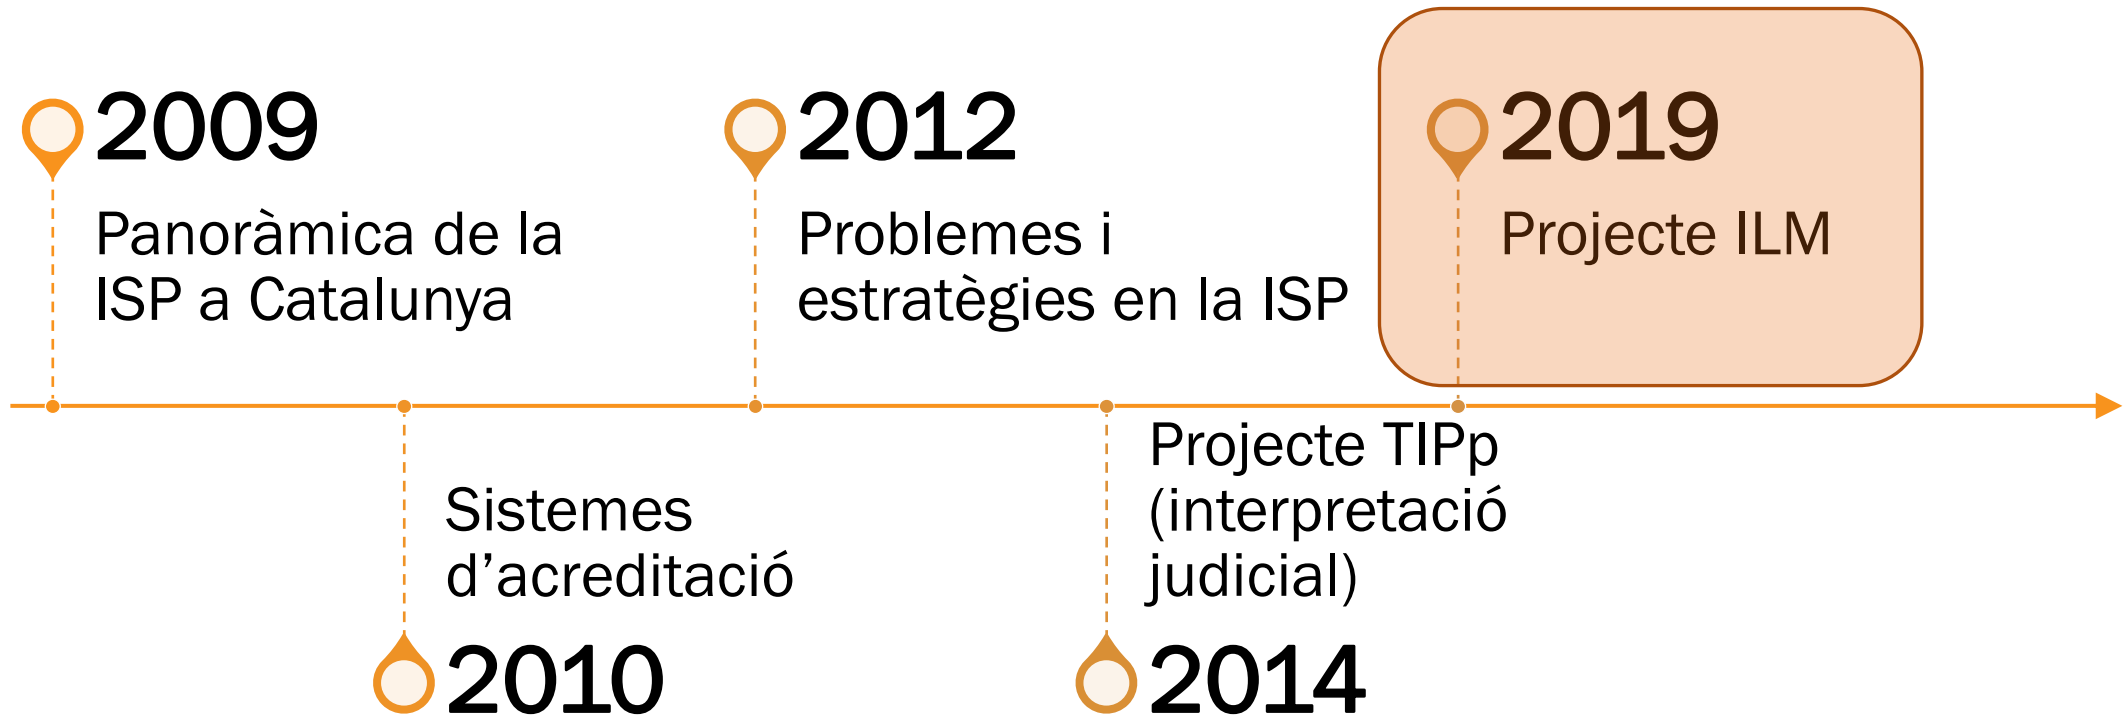 2009
Panoràmica de la
ISP a Catalunya
Sistemes
d’acreditació
2010
2012
Problemes i
estratègies en la ISP
Projecte TIPp
(interpretació
judicial)
2014
2019
Projecte ILM